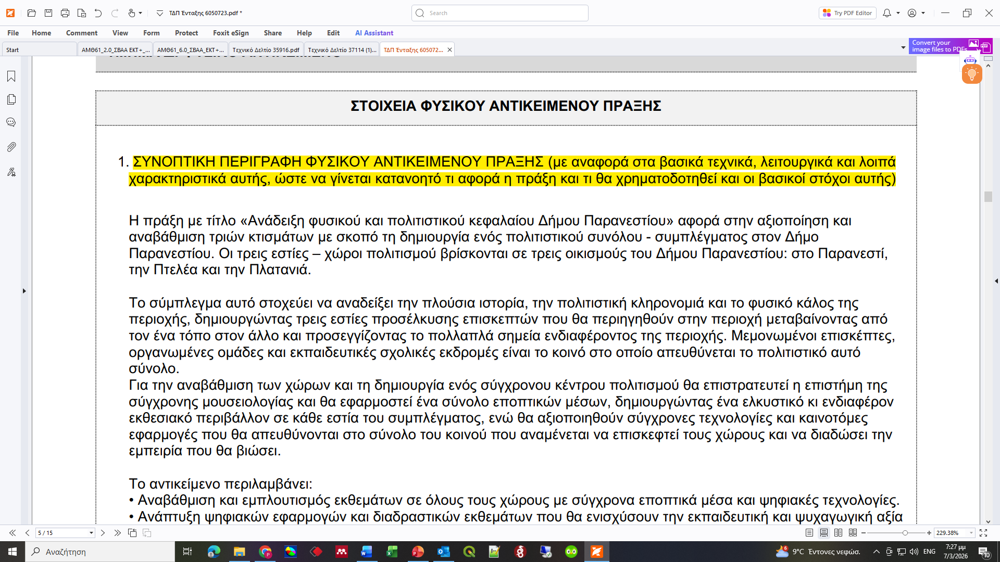 ΤΔΠ Ένταξης 6050723.pdf *
Search
Try PDF Editor
File Home Comment View Form Protect Foxit eSign Share Help Edit AI Assistant
Start
ΑΜΘ61_2.0_ΣΒΑΑ ΕΚΤ+_...
ΑΜΘ61_6.0_ΣΒΑΑ_ΕΚΤ+...
Τεχνικό Δελτίο 35916.pdf
Τεχνικό Δελτίο 37114 (1)...
ΤΔΠ Ένταξης 605072...
Convert your
image files to PDFs
ΣΤΟΙΧΕΙΑ ΦΥΣΙΚΟΥ ΑΝΤΙΚΕΙΜΕΝΟΥ ΠΡΑΞΗΣ
1. ΣΥΝΟΠΤΙΚΗ ΠΕΡΙΓΡΑΦΗ ΦΥΣΙΚΟΥ ΑΝΤΙΚΕΙΜΕΝΟΥ ΠΡΑΞΗΣ (με αναφορά στα βασικά τεχνικά, λειτουργικά και λοιπά
χαρακτηριστικά αυτής, ώστε να γίνεται κατανοητό τι αφορά η πράξη και τι θα χρηματοδοτηθεί και οι βασικοί στόχοι αυτής)
Η πράξη με τίτλο «Ανάδειξη φυσικού και πολιτιστικού κεφαλαίου Δήμου Παρανεστίου» αφορά στην αξιοποίηση και
αναβάθμιση τριών κτισμάτων με σκοπό τη δημιουργία ενός πολιτιστικού συνόλου - συμπλέγματος στον Δήμο
Παρανεστίου. Οι τρεις εστίες – χώροι πολιτισμού βρίσκονται σε τρεις οικισμούς του Δήμου Παρανεστίου: στο Παρανεστί,
την Πτελέα και την Πλατανιά.
Το σύμπλεγμα αυτό στοχεύει να αναδείξει την πλούσια ιστορία, την πολιτιστική κληρονομιά και το φυσικό κάλος της
περιοχής, δημιουργώντας τρεις εστίες προσέλκυσης επισκεπτών που θα περιηγηθούν στην περιοχή μεταβαίνοντας από
τον ένα τόπο στον άλλο και προσεγγίζοντας το πολλαπλά σημεία ενδιαφέροντος της περιοχής. Μεμονωμένοι επισκέπτες,
οργανωμένες ομάδες και εκπαιδευτικές σχολικές εκδρομές είναι το κοινό στο οποίο απευθύνεται το πολιτιστικό αυτό
σύνολο.
Για την αναβάθμιση των χώρων και τη δημιουργία ενός σύγχρονου κέντρου πολιτισμού θα επιστρατευτεί η επιστήμη της
σύγχρονης μουσειολογίας και θα εφαρμοστεί ένα σύνολο εποπτικών μέσων, δημιουργώντας ένα ελκυστικό κι ενδιαφέρον
εκθεσιακό περιβάλλον σε κάθε εστία του συμπλέγματος, ενώ θα αξιοποιηθούν σύγχρονες τεχνολογίες και καινοτόμες
εφαρμογές που θα απευθύνονται στο σύνολο του κοινού που αναμένεται να επισκεφτεί τους χώρους και να διαδώσει την
εμπειρία που θα βιώσει.
Το αντικείμενο περιλαμβάνει:
• Αναβάθμιση και εμπλουτισμός εκθεμάτων σε όλους τους χώρους με σύγχρονα εποπτικά μέσα και ψηφιακές τεχνολογίες.
• Ανάπτυξη ψηφιακών εφαρμογών και διαδραστικών εκθεμάτων που θα ενισχύσουν την εκπαιδευτική και ψυχαγωγική αξία
5 / 15
229.38%
Αναζήτηση
9°C Έντονες νεφώσ.
ENG
7:27 μμ
7/3/2026